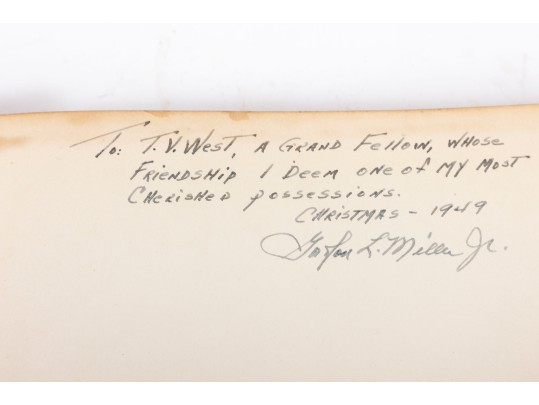 To: T.V. West, A Grand Fellow, whose
Friendship I deem one of my most
Cherished possessions.
Christmas - 1949
L. Miller Jr.